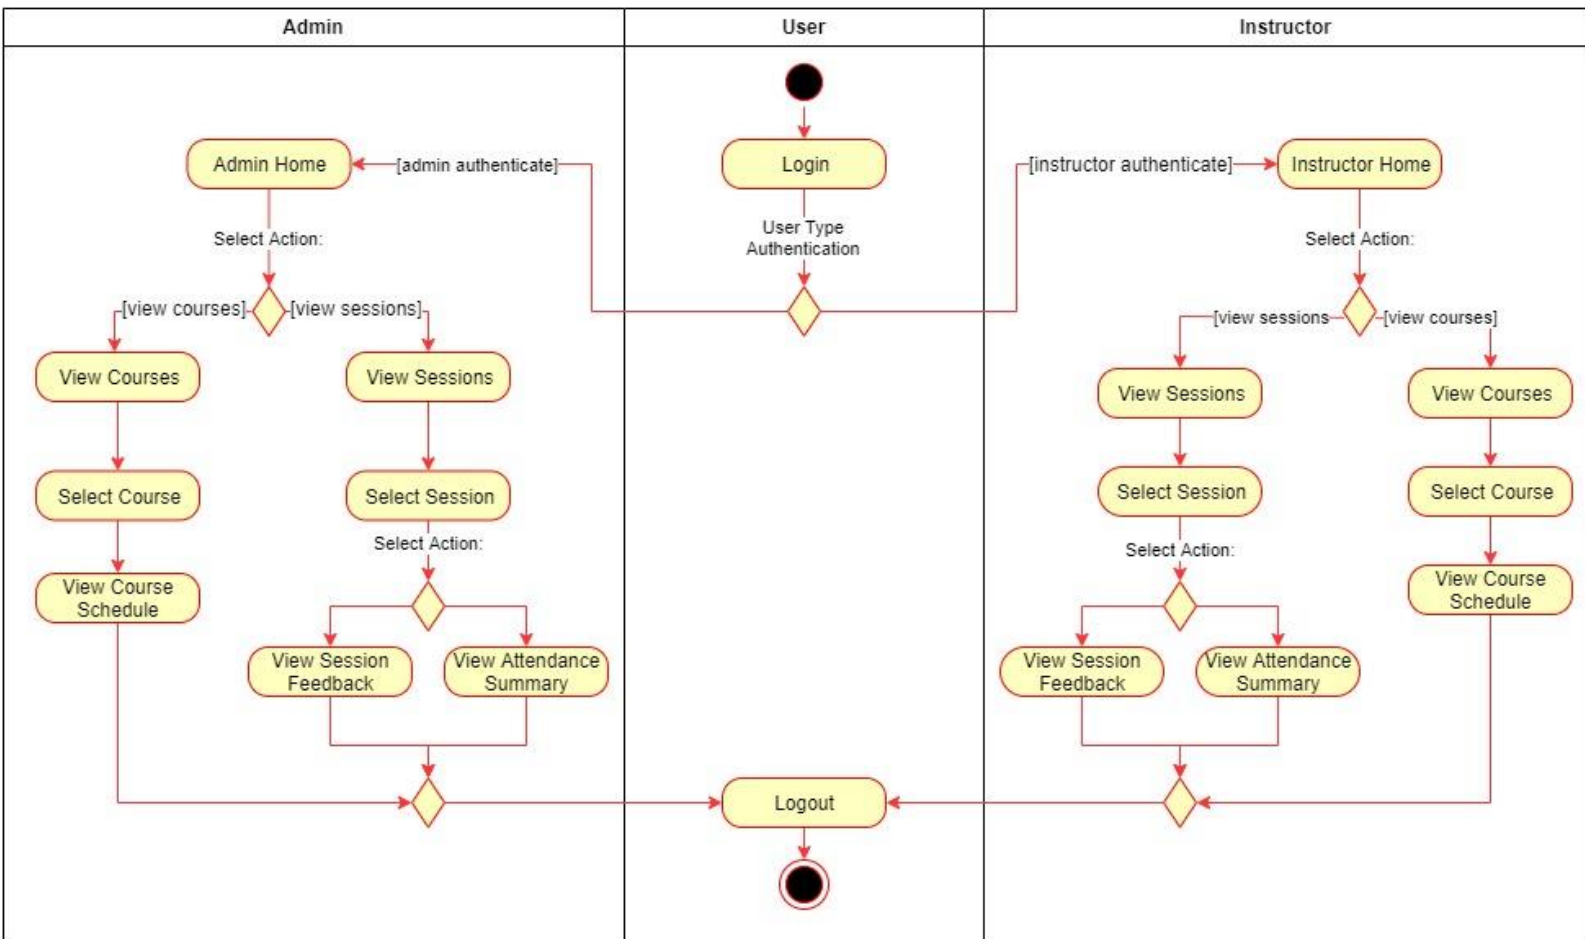 Admin
User
Instructor
Admin Home
[admin authenticate]
Login
[instructor authenticate]
Instructor Home
Select Action:
User Type
Authentication
Select Action:
[view courses]
[view sessions]
[view sessions
[view courses]
View Courses
View Sessions
View Sessions
View Courses
Select Course
Select Session
Select Session
Select Course
Select Action:
Select Action:
View Course
Schedule
View Course
Schedule
View Session
Feedback
View Attendance
Summary
View Session
Feedback
View Attendance
Summary
Logout